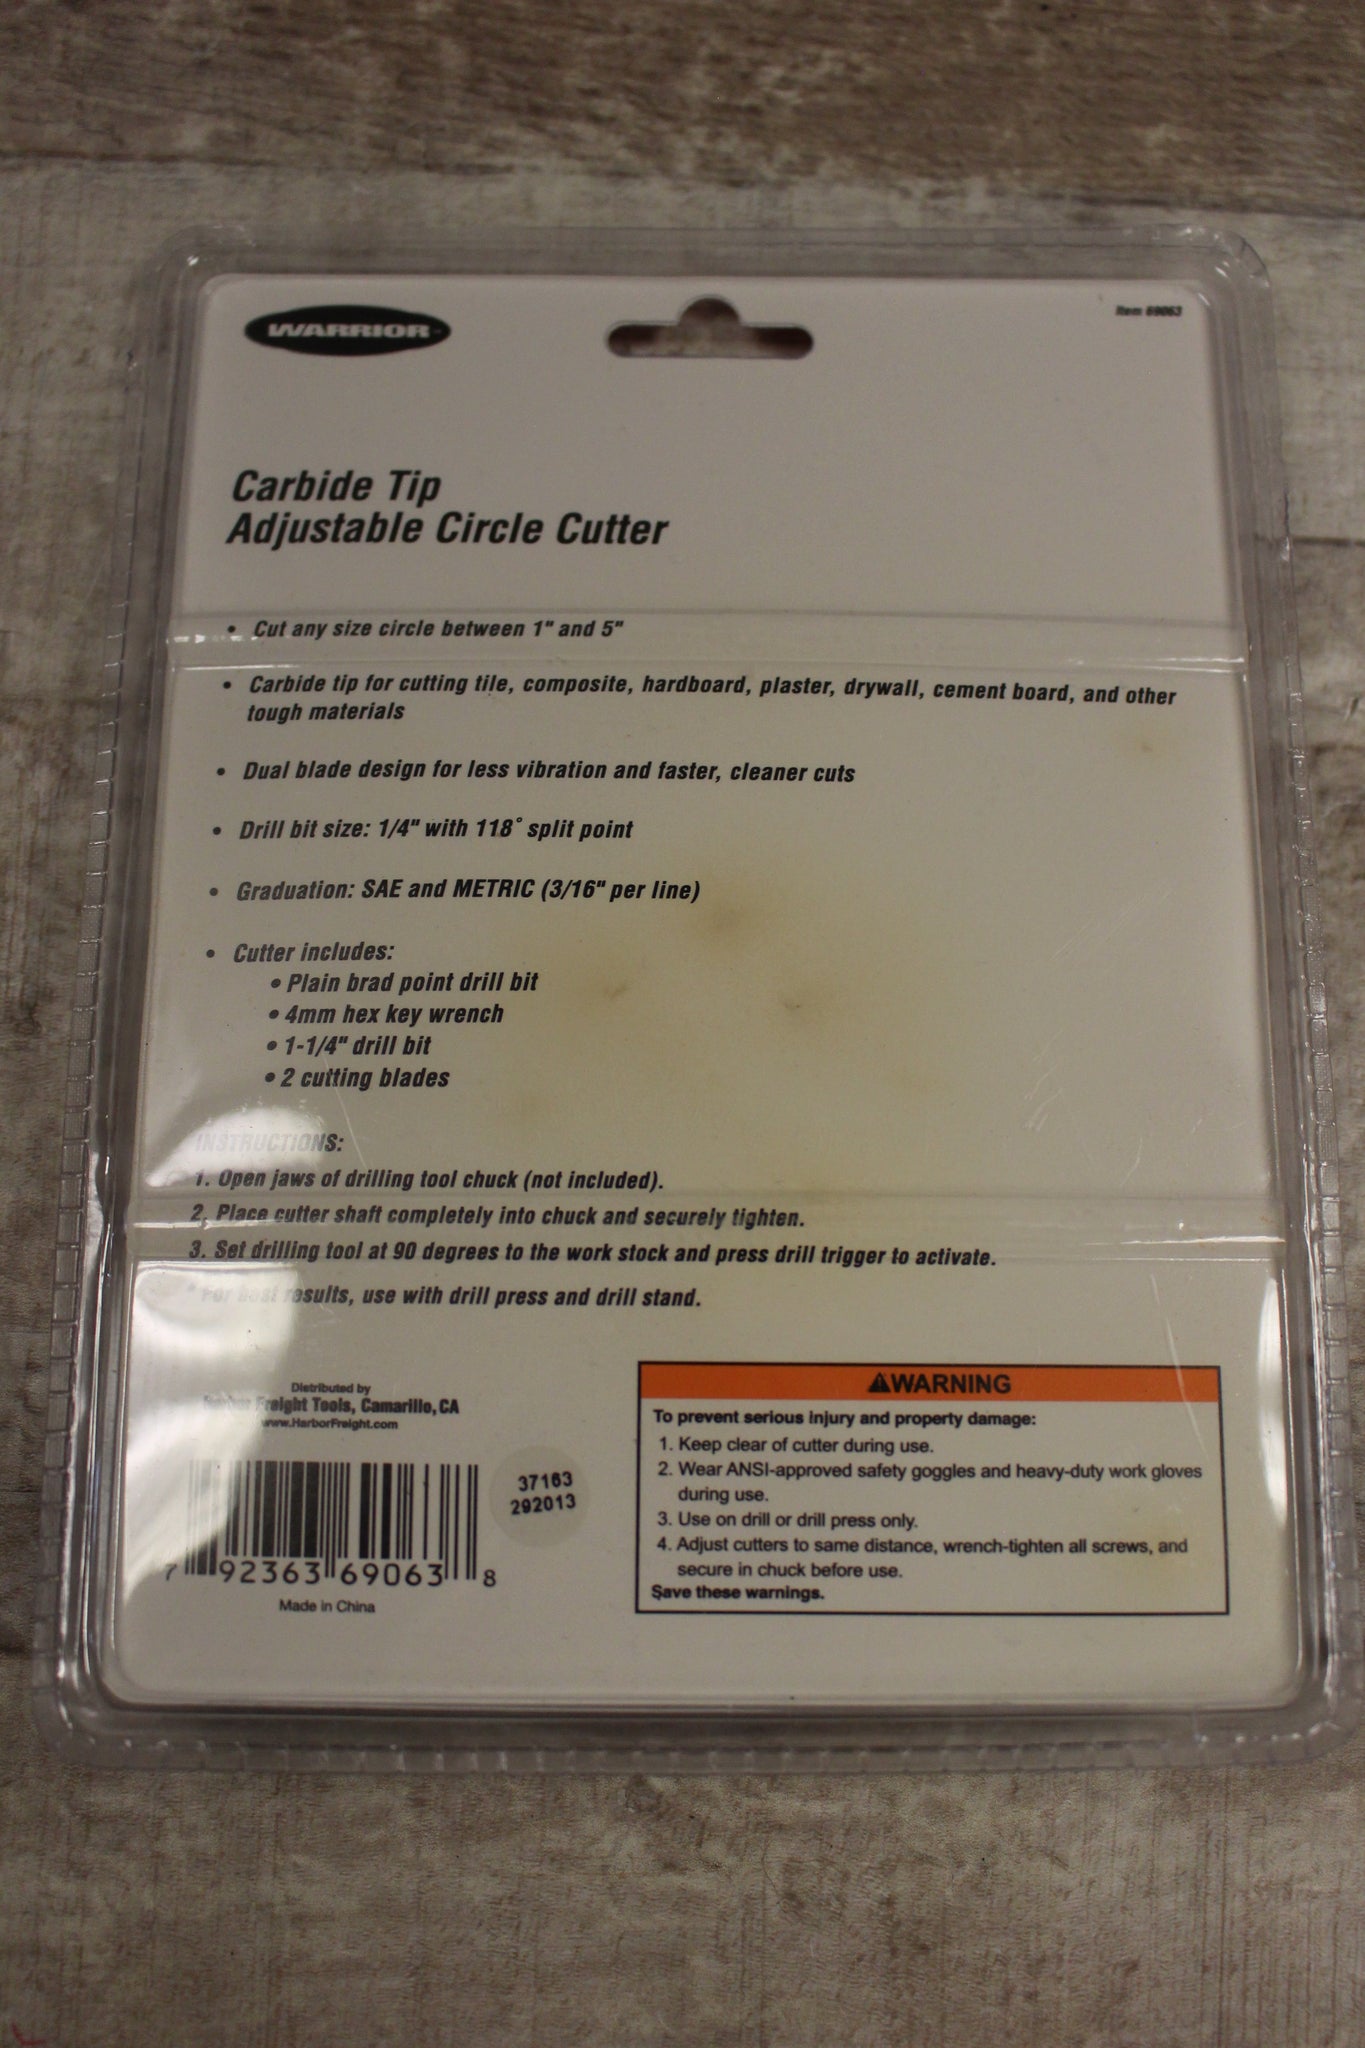 WARRIOR
Item 69063
Carbide Tip
Adjustable Circle Cutter
• Cut any size circle between 1" and 5"
• Carbide tip for cutting tile, composite, hardboard, plaster, drywall, cement board, and other
tough materials
• Dual blade design for less vibration and faster, cleaner cuts
• Drill bit size: 1/4" with 118° split point
• Graduation: SAE and METRIC (3/16" per line)
• Cutter includes:
• Plain brad point drill bit
• 4mm hex key wrench
• 1-1/4" drill bit
• 2 cutting blades
INSTRUCTIONS:
1. Open jaws of drilling tool chuck (not included).
2. Place cutter shaft completely into chuck and securely tighten.
3. Set drilling tool at 90 degrees to the work stock and press drill trigger to activate.
* For best results, use with drill press and drill stand.
Distributed by
Harbor Freight Tools, Camarillo, CA
www.HarborFreight.com
37163
292013
7 92363 69063 8
Made in China
⚠WARNING
To prevent serious injury and property damage:
1. Keep clear of cutter during use.
2. Wear ANSI-approved safety goggles and heavy-duty work gloves
during use.
3. Use on drill or drill press only.
4. Adjust cutters to same distance, wrench-tighten all screws, and
secure in chuck before use.
Save these warnings.